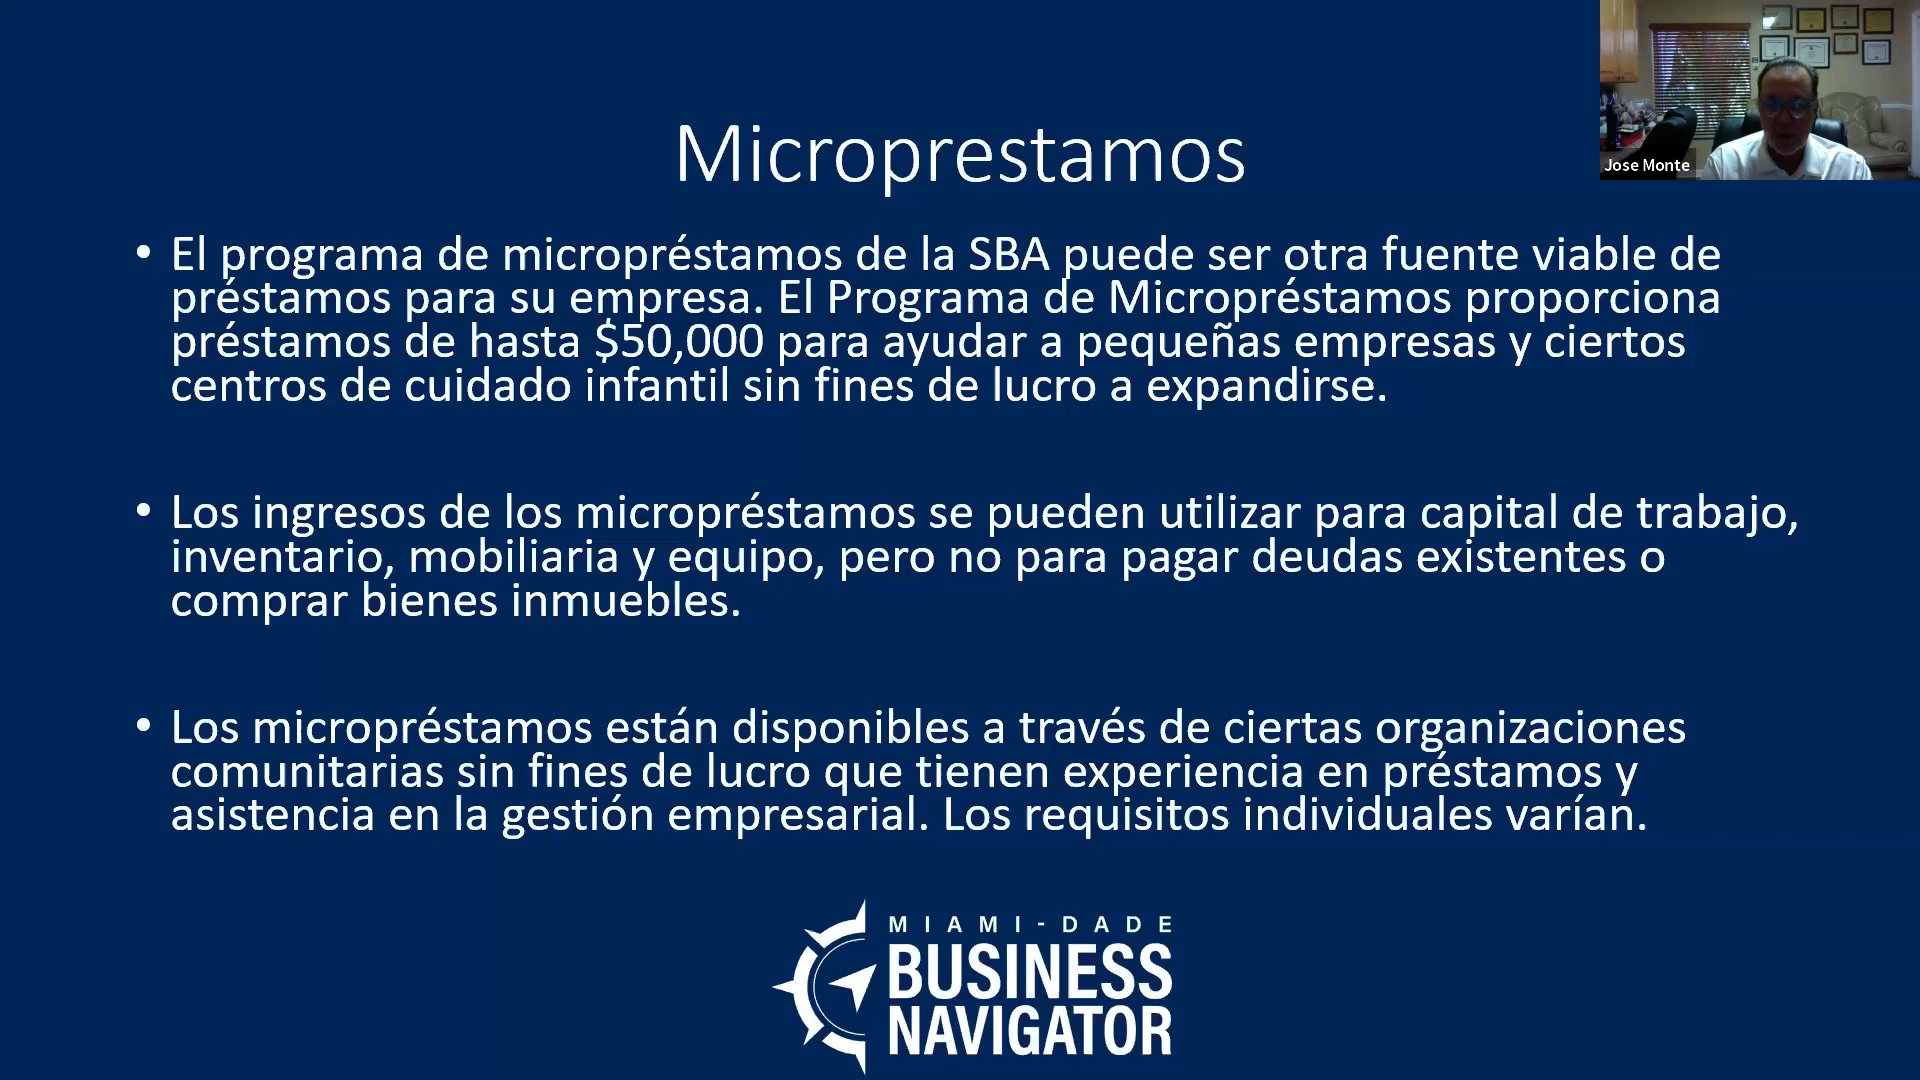 Microprestamos
Jose Monte
• El programa de micropréstamos de la SBA puede ser otra fuente viable de
préstamos para su empresa. El Programa de Micropréstamos proporciona
préstamos de hasta $50,000 para ayudar a pequeñas empresas y ciertos
centros de cuidado infantil sin fines de lucro a expandirse.
• Los ingresos de los micropréstamos se pueden utilizar para capital de trabajo,
inventario, mobiliaria y equipo, pero no para pagar deudas existentes o
comprar bienes inmuebles.
• Los micropréstamos están disponibles a través de ciertas organizaciones
comunitarias sin fines de lucro que tienen experiencia en préstamos y
asistencia en la gestión empresarial. Los requisitos individuales varían.
MIAMI-DADE
BUSINESS
NAVIGATOR